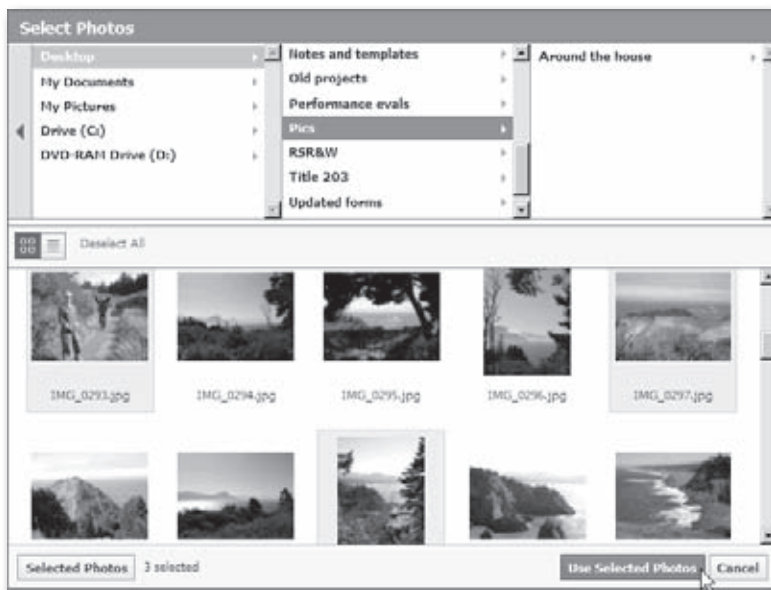 Select Photos
Desktop
My Documents
My Pictures
Drive (C:)
DVD-RAM Drive (D:)
Notes and templates
Old projects
Performance evals
Pics
RSR&W
Title 203
Updated forms
Around the house
Deselect All
IMG_0293.jpg
IMG_0294.jpg
IMG_0295.jpg
IMG_0296.jpg
IMG_0297.jpg
Selected Photos
3 selected
Use Selected Photos
Cancel